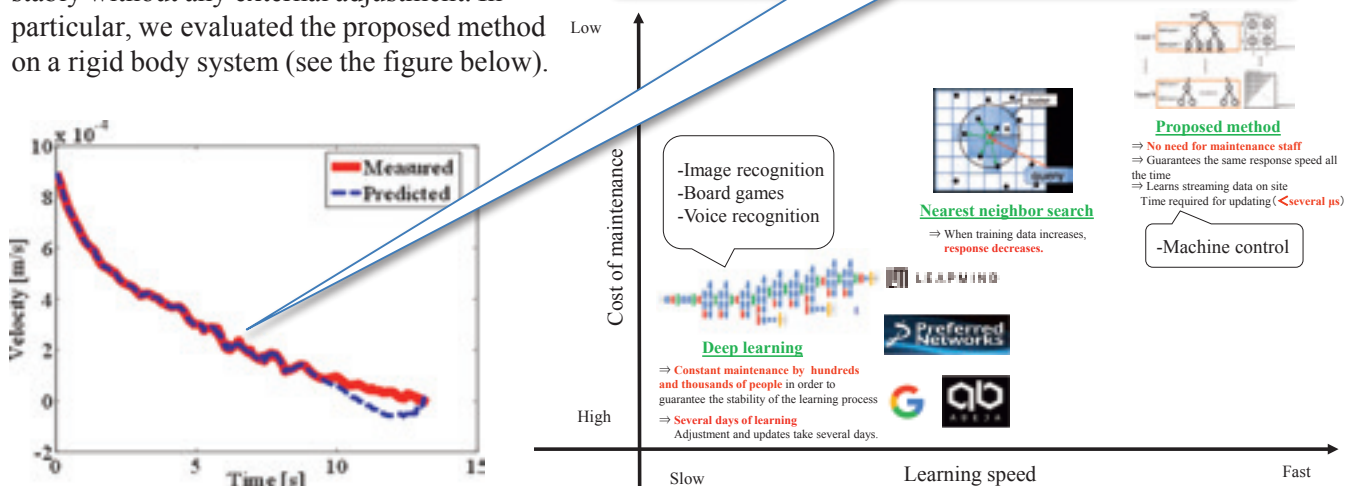 particular, we evaluated the proposed method
on a rigid body system (see the figure below).
x 10⁻⁴
10
8
6
4
2
0
-2
0
5
10
15
Velocity [m/s]
Time [s]
Measured
Predicted
Low
High
Cost of maintenance
Slow
Learning speed
Fast
-Image recognition
-Board games
-Voice recognition
Deep learning
⇒ Constant maintenance by hundreds
and thousands of people in order to
guarantee the stability of the learning process
⇒ Several days of learning
Adjustment and updates take several days.
query
Nearest neighbor search
⇒ When training data increases,
response decreases.
LEAPMIND
Preferred
Networks
G
ABEJA
Proposed method
⇒ No need for maintenance staff
⇒ Guarantees the same response speed all
the time
⇒ Learns streaming data on site
Time required for updating (<several μs)
-Machine control